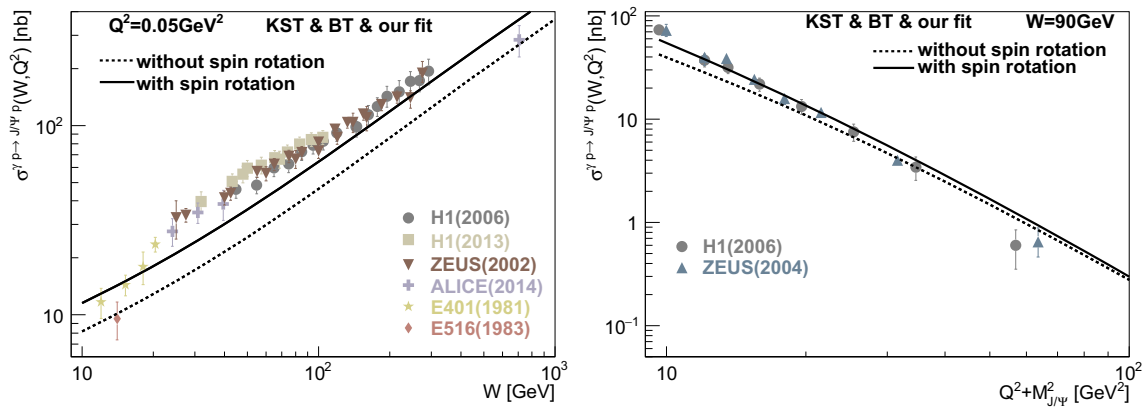 Q²=0.05GeV² KST & BT & our fit
without spin rotation
with spin rotation
σ^γ p→ J/Ψ p(W,Q²) [nb]
10²
10
H1(2006)
H1(2013)
ZEUS(2002)
ALICE(2014)
E401(1981)
E516(1983)
10 10² 10³
W [GeV]
KST & BT & our fit W=90GeV
without spin rotation
with spin rotation
σ^γ p→ J/Ψ p(W,Q²) [nb]
10²
10
1
10⁻¹
H1(2006)
ZEUS(2004)
10 10²
Q²+M²_J/Ψ [GeV²]